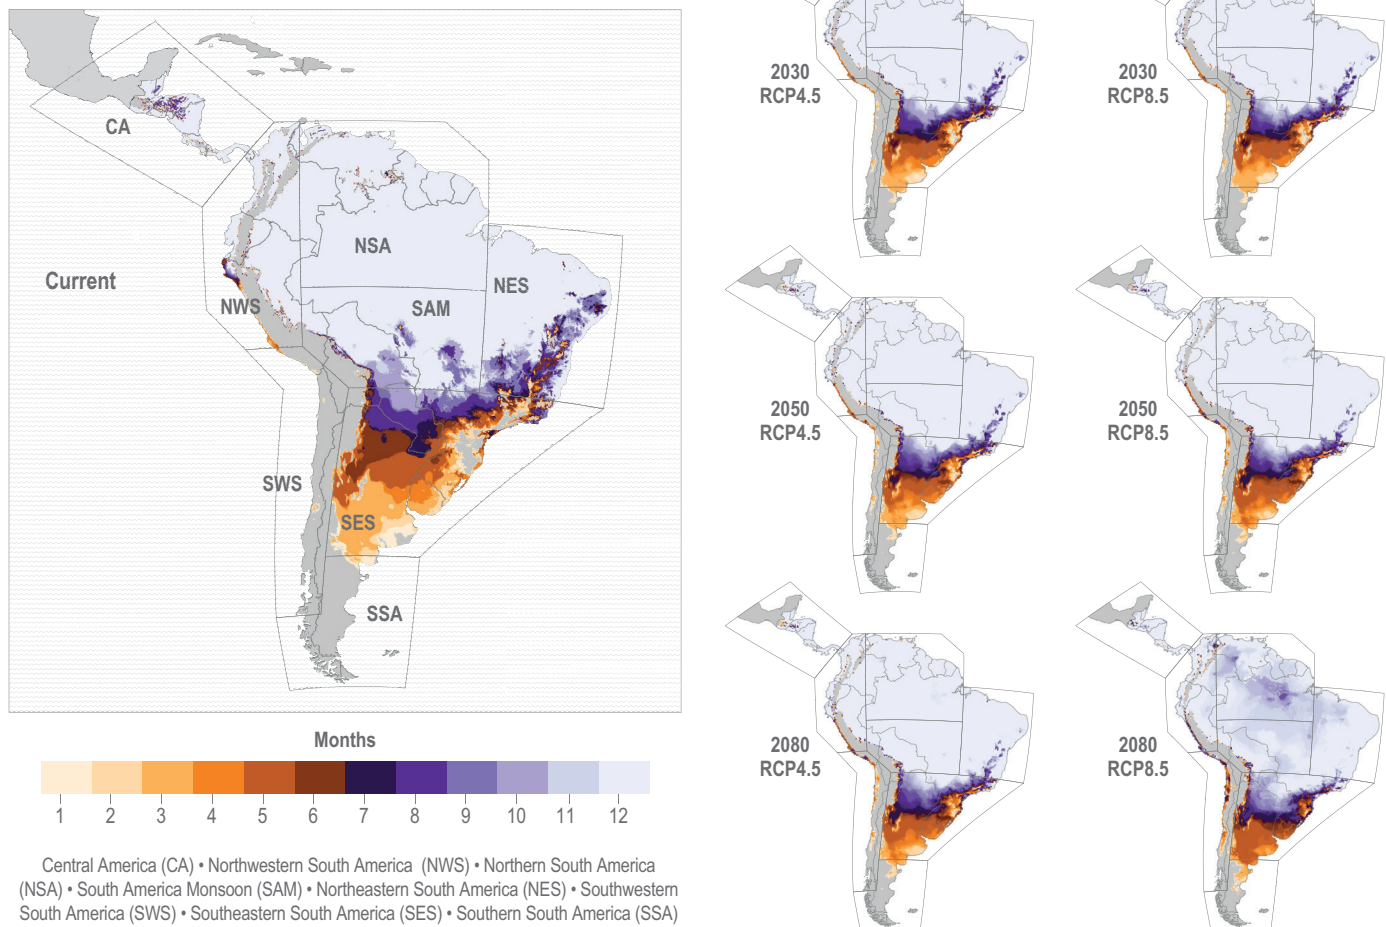 CA
NSA
NES
Current
NWS
SAM
SWS
SES
SSA
Months
1 2 3 4 5 6 7 8 9 10 11 12
Central America (CA) • Northwestern South America (NWS) • Northern South America
(NSA) • South America Monsoon (SAM) • Northeastern South America (NES) • Southwestern
South America (SWS) • Southeastern South America (SES) • Southern South America (SSA)
2030
RCP4.5
2030
RCP8.5
2050
RCP4.5
2050
RCP8.5
2080
RCP4.5
2080
RCP8.5